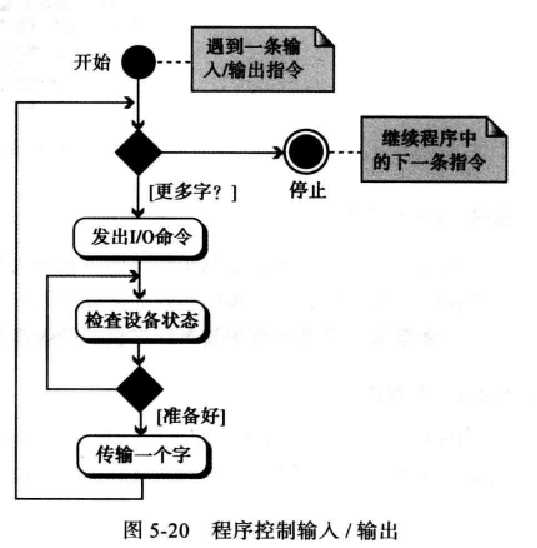 开始
遇到一条输
入/输出指令
继续程序中
的下一条指令
[更多字? ]
停止
发出I/O命令
检查设备状态
[准备好]
传输一个字
图 5-20 程序控制输入 / 输出